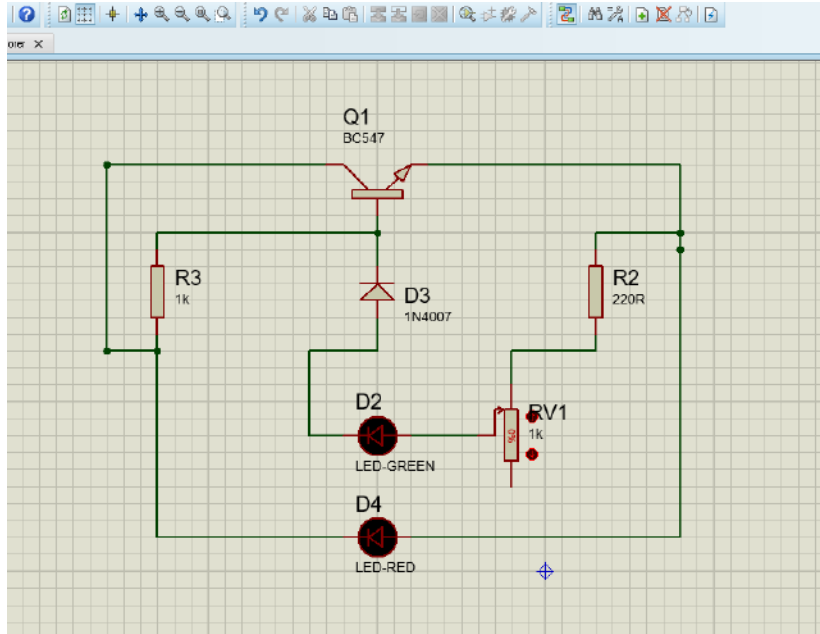 Q1
BC547
R3
1k
D3
1N4007
R2
220R
D2
LED-GREEN
RV1
1k
D4
LED-RED